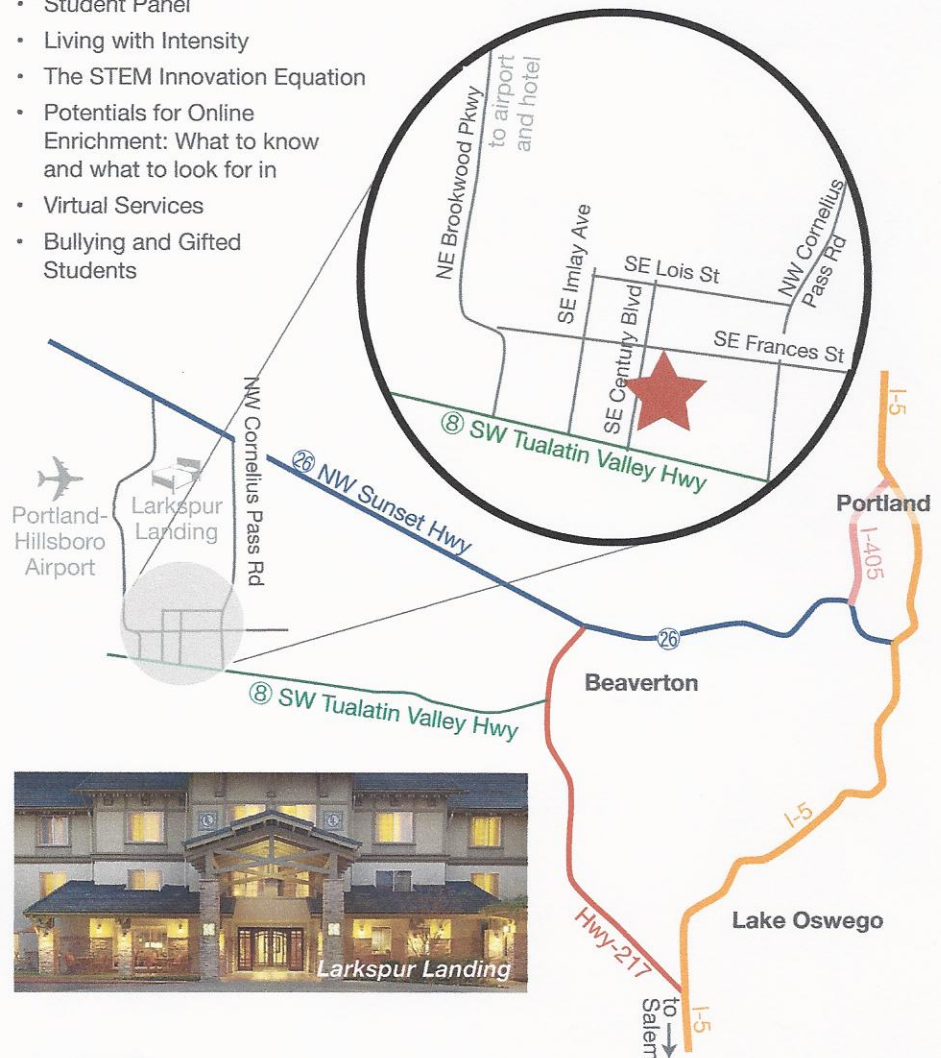 • Student Panel
• Living with Intensity
• The STEM Innovation Equation
• Potentials for Online
Enrichment: What to know
and what to look for in
• Virtual Services
• Bullying and Gifted
Students
NE Brookwood Pkwy
to airport
and hotel
SE Imlay Ave
SE Century Blvd
SE Lois St
NW Cornelius
Pass Rd
SE Frances St
⑧ SW Tualatin Valley Hwy
NW Cornelius Pass Rd
Portland-
Hillsboro
Airport
Larkspur
Landing
26 NW Sunset Hwy
I-5
Portland
I-405
26
Beaverton
⑧ SW Tualatin Valley Hwy
I-5
Lake Oswego
Hwy-217
Larkspur Landing
to
Salem
I-5